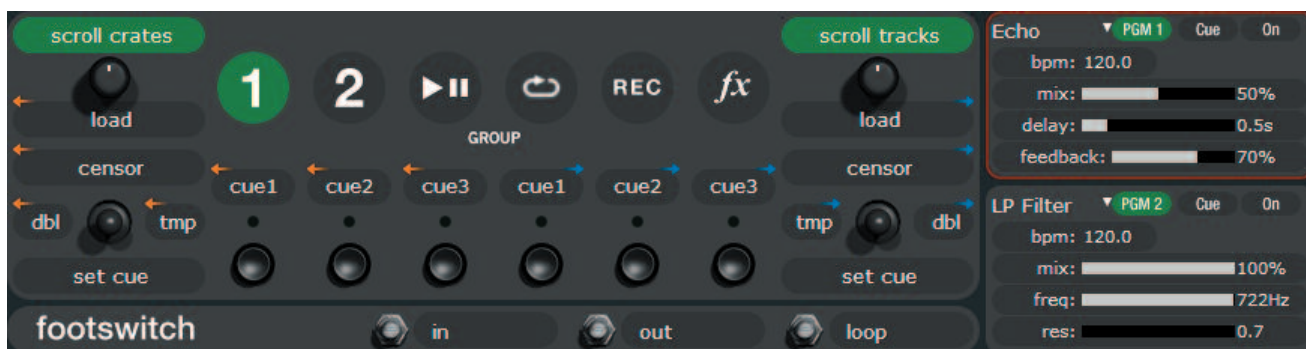 scroll crates
scroll tracks
1 2 REC fx
load
load
GROUP
censor
censor
cue1 cue2 cue3 cue1 cue2 cue3
dbl tmp
tmp dbl
set cue
set cue
footswitch in out loop
Echo PGM 1 Cue On
bpm: 120.0
mix: 50%
delay: 0.5s
feedback: 70%
LP Filter PGM 2 Cue On
bpm: 120.0
mix: 100%
freq: 722Hz
res: 0.7